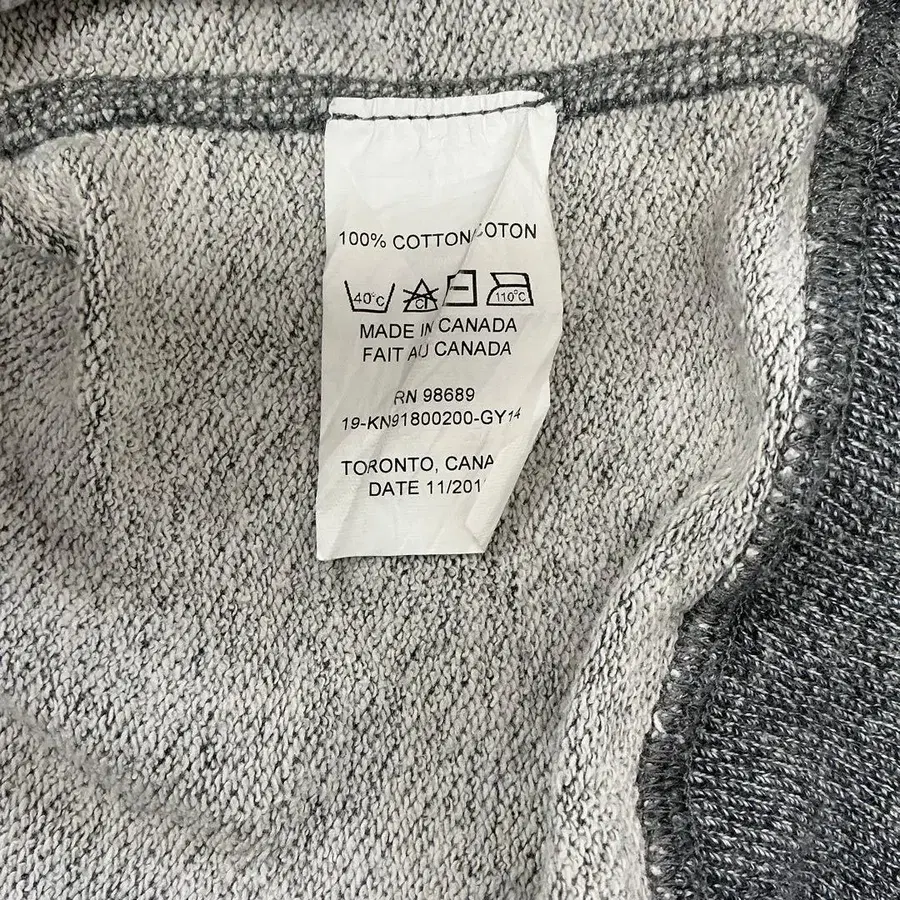 100% COTTON/COTON
40°C CL 110°C
MADE IN CANADA
FAIT AU CANADA
RN 98689
19-KN91800200-GY14
TORONTO, CANA
DATE 11/201